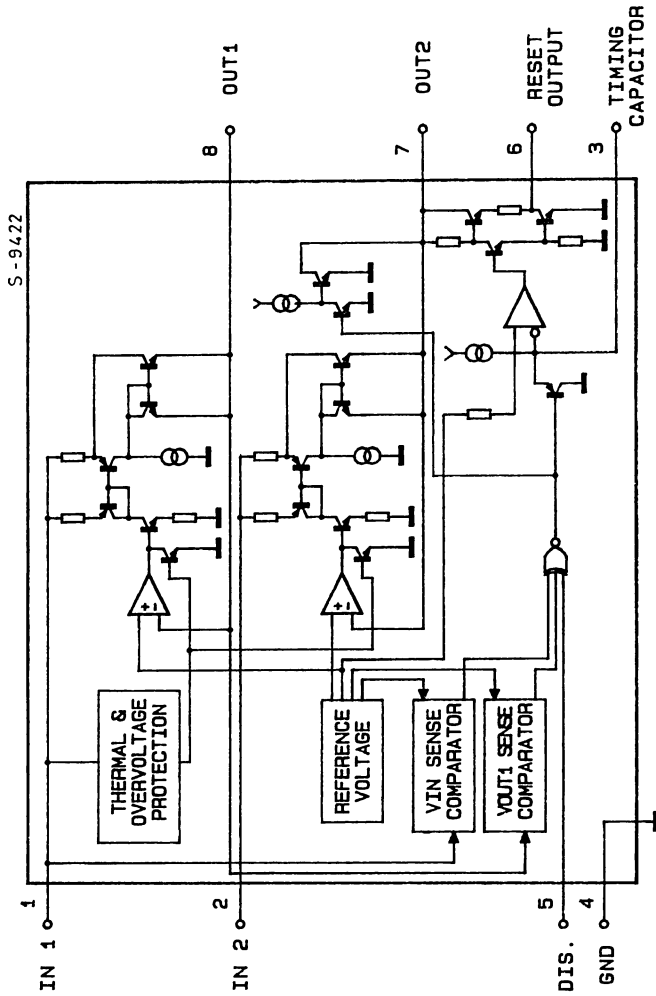 S-9422
IN 1
1
IN 2
2
DIS.
5
GND
4
THERMAL &
OVERVOLTAGE
PROTECTION
REFERENCE
VOLTAGE
VIN SENSE
COMPARATOR
VOUT1 SENSE
COMPARATOR
+
-
+
-
8
OUT1
7
OUT2
6
RESET
OUTPUT
3
TIMING
CAPACITOR